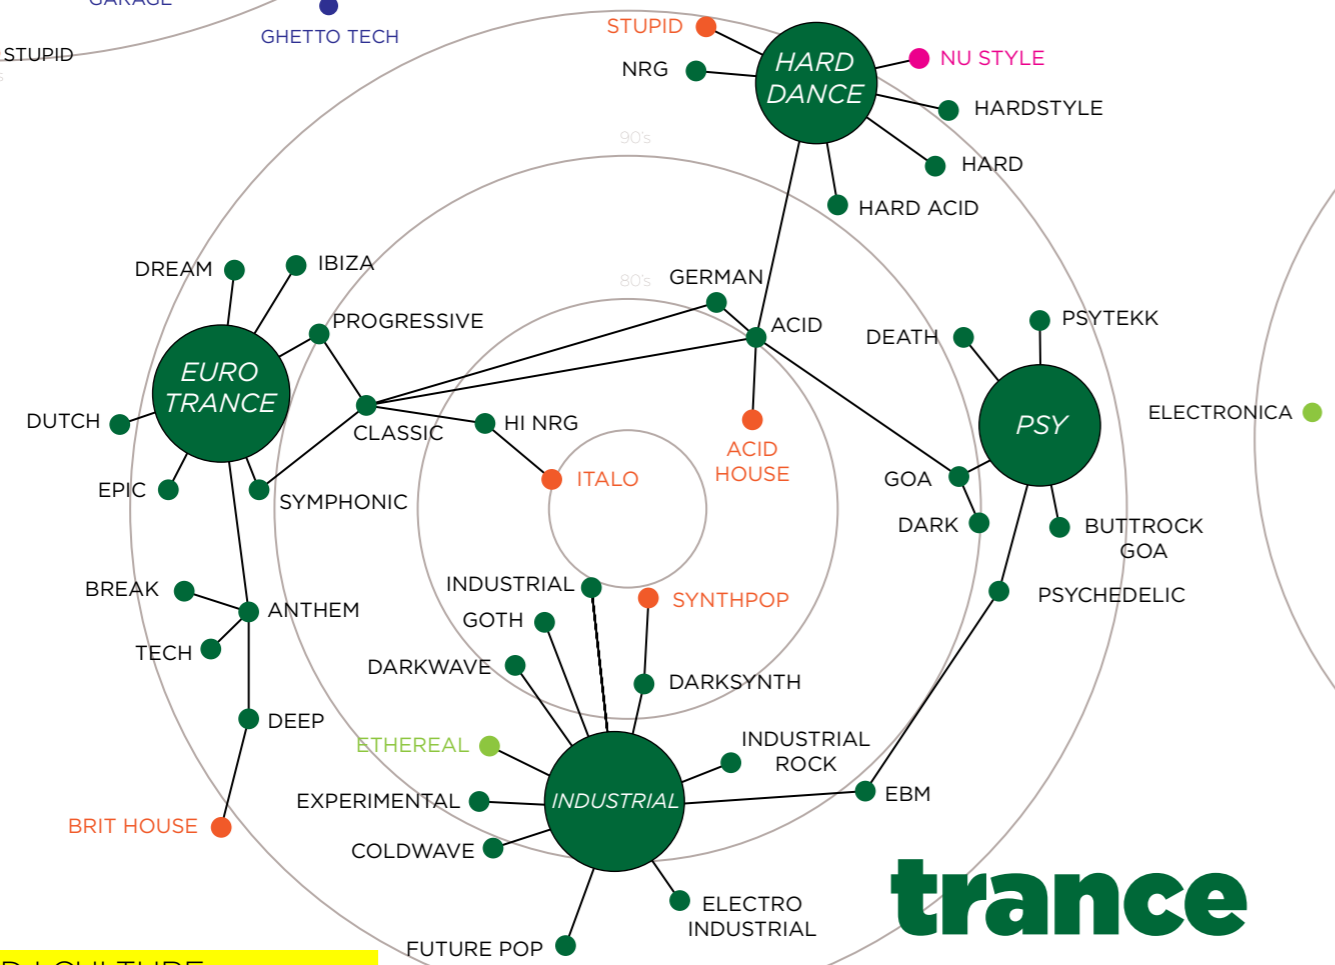 GARAGE
GHETTO TECH
STUPID
STUPID
NRG
HARD
DANCE
NU STYLE
HARDSTYLE
HARD
HARD ACID
90's
80's
GERMAN
ACID
ACID
HOUSE
DREAM
IBIZA
PROGRESSIVE
EURO
TRANCE
DUTCH
CLASSIC
HI NRG
ITALO
EPIC
SYMPHONIC
DEATH
PSYTEKK
PSY
ELECTRONICA
GOA
DARK
BUTTROCK
GOA
PSYCHEDELIC
BREAK
ANTHEM
TECH
DEEP
BRIT HOUSE
INDUSTRIAL
GOTH
SYNTHPOP
DARKWAVE
DARKSYNTH
ETHEREAL
INDUSTRIAL
ROCK
EXPERIMENTAL
INDUSTRIAL
EBM
COLDWAVE
ELECTRO
INDUSTRIAL
FUTURE POP
trance